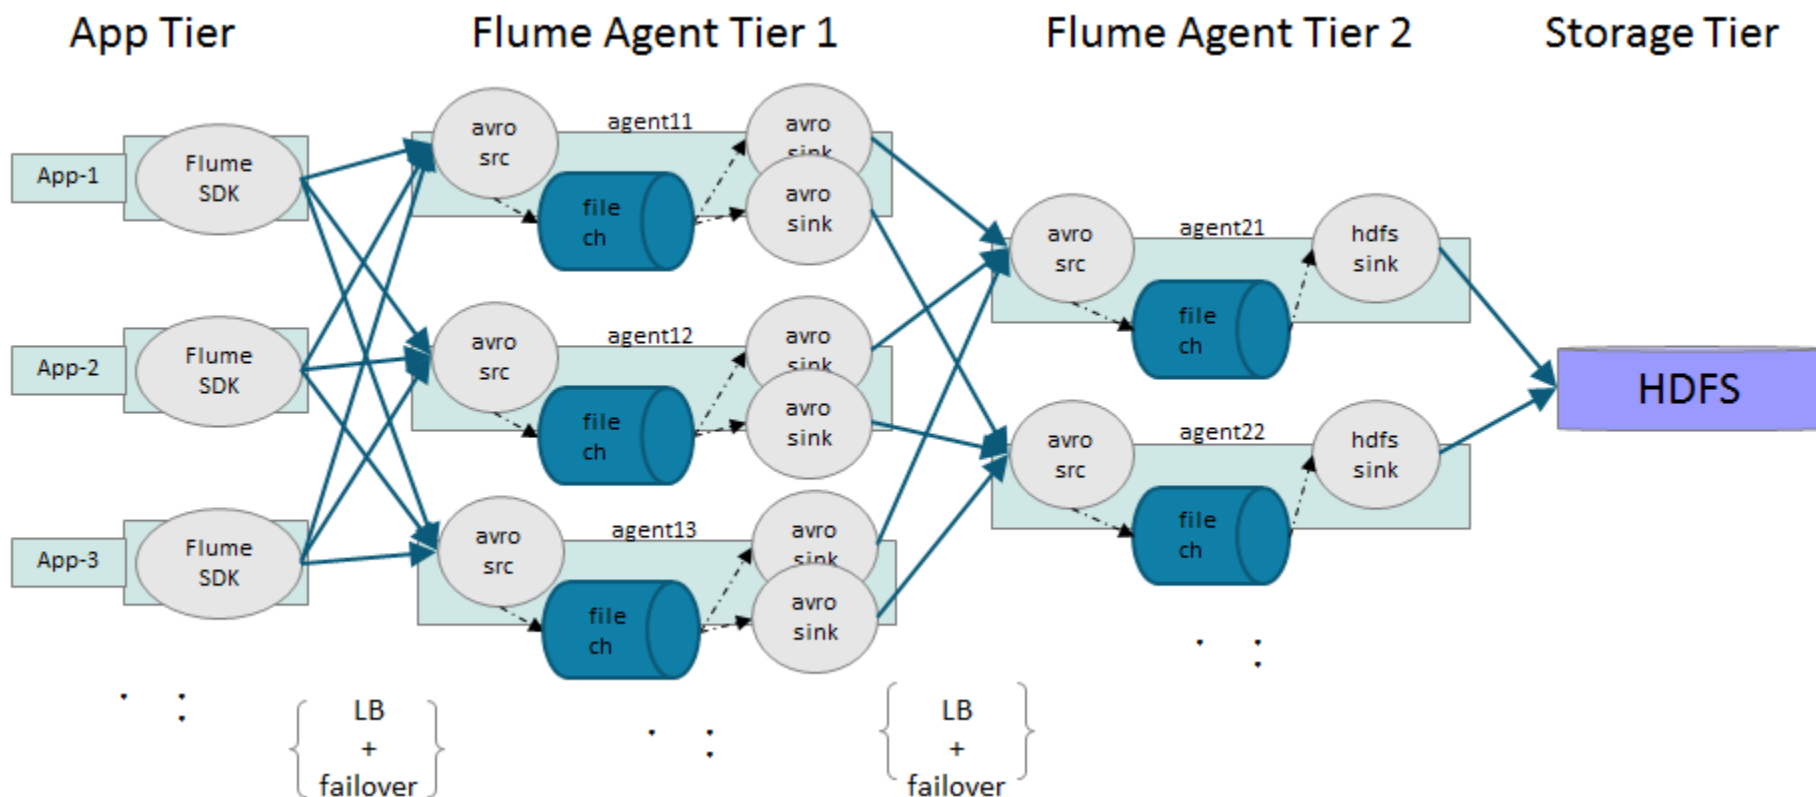 App Tier
Flume Agent Tier 1
Flume Agent Tier 2
Storage Tier
App-1
Flume
SDK
App-2
Flume
SDK
App-3
Flume
SDK
LB
+
failover
avro
src
agent11
file
ch
avro
sink
avro
sink
avro
src
agent12
file
ch
avro
sink
avro
sink
avro
src
agent13
file
ch
avro
sink
avro
sink
LB
+
failover
avro
src
agent21
file
ch
hdfs
sink
avro
src
agent22
file
ch
hdfs
sink
HDFS